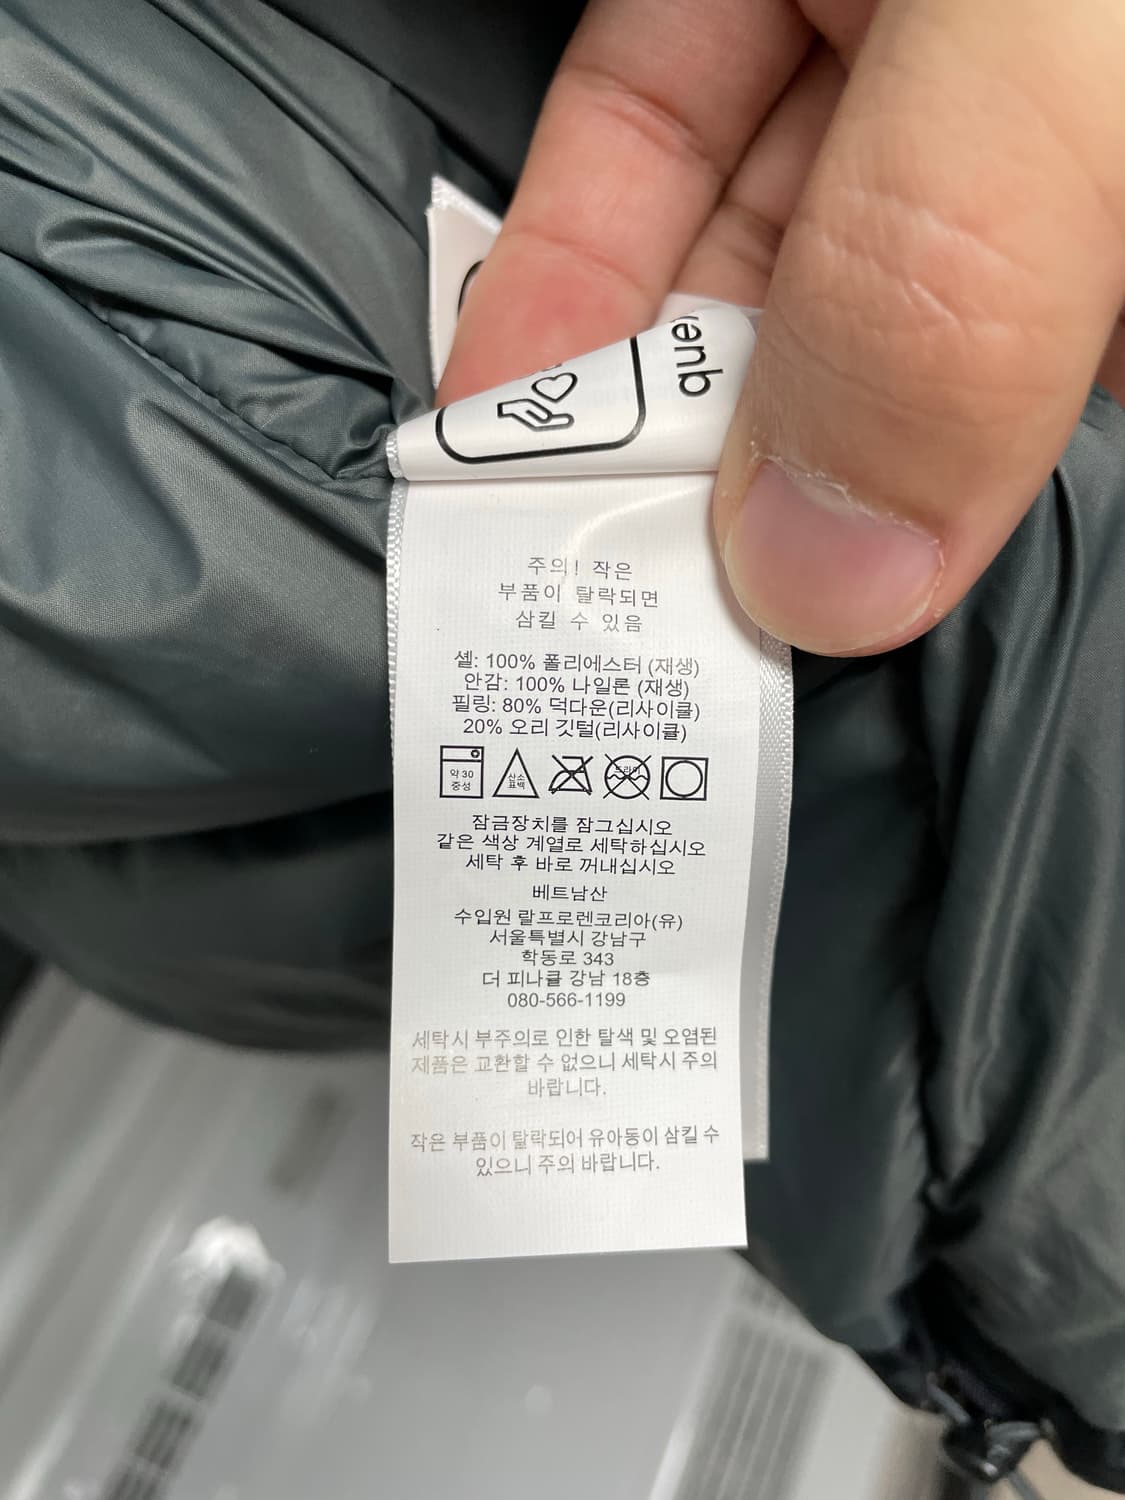 que
주의! 작은
부품이 탈락되면
삼킬 수 있음
셸: 100% 폴리에스터 (재생)
안감: 100% 나일론 (재생)
필링: 80% 덕다운(리사이클)
20% 오리 깃털(리사이클)
약 30
중성
산소
표백
드라이
잠금장치를 잠그십시오
같은 색상 계열로 세탁하십시오
세탁 후 바로 꺼내십시오
베트남산
수입원 랄프로렌코리아(유)
서울특별시 강남구
학동로 343
더 피나클 강남 18층
080-566-1199
세탁시 부주의로 인한 탈색 및 오염된
제품은 교환할 수 없으니 세탁시 주의
바랍니다.
작은 부품이 탈락되어 유아동이 삼킬 수
있으니 주의 바랍니다.